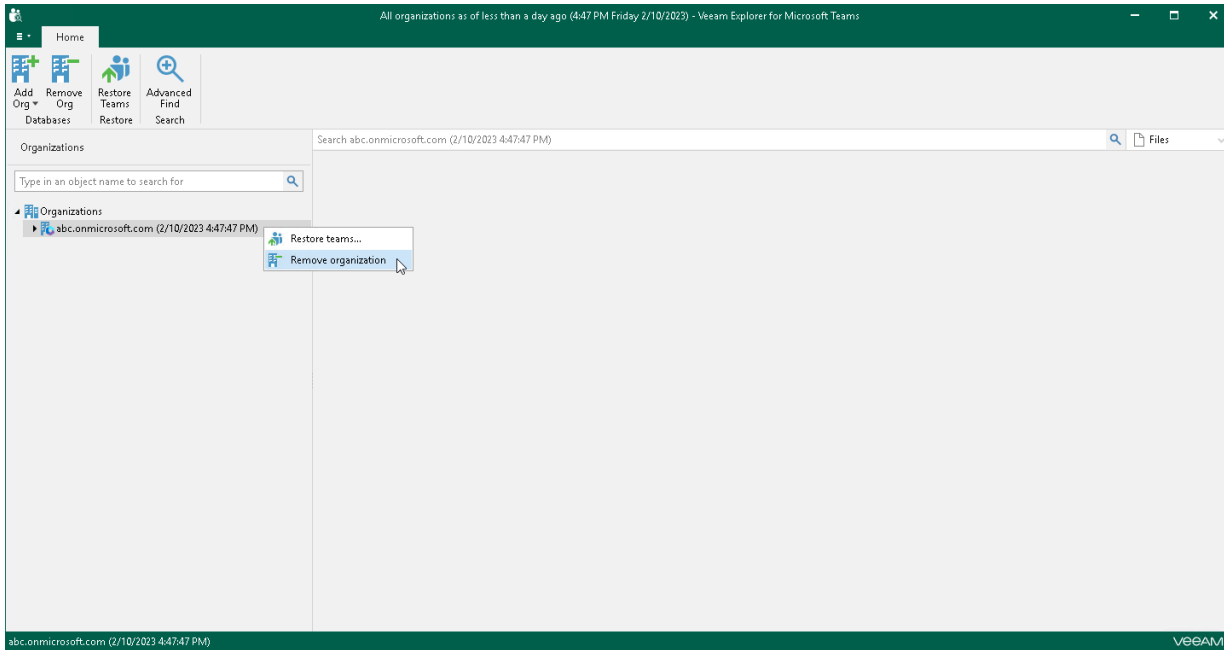 All organizations as of less than a day ago (4:47 PM Friday 2/10/2023) - Veeam Explorer for Microsoft Teams
Home
Add Org
Remove Org
Restore Teams
Advanced Find
Databases
Restore
Search
Organizations
Search abc.onmicrosoft.com (2/10/2023 4:47:47 PM)
Files
Type in an object name to search for
Organizations
abc.onmicrosoft.com (2/10/2023 4:47:47 PM)
Restore teams...
Remove organization
abc.onmicrosoft.com (2/10/2023 4:47:47 PM)
veeAM